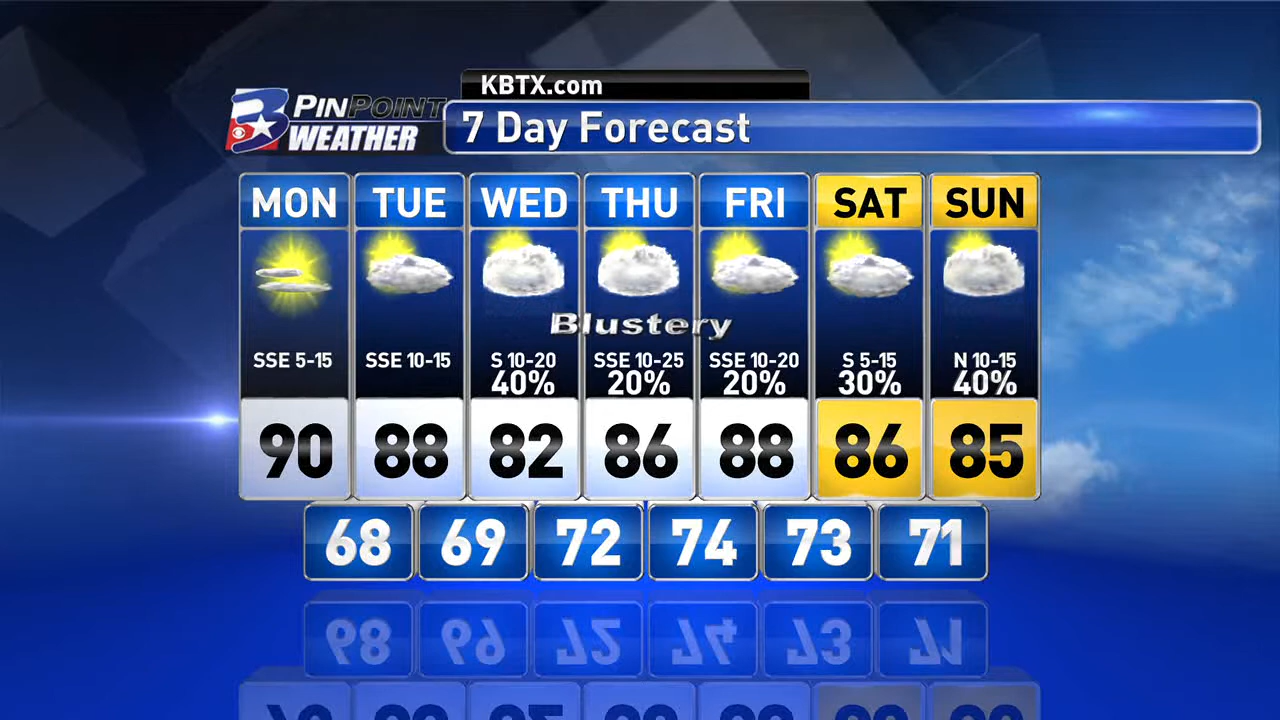 KBTX.com
3 PINPOINT
WEATHER
7 Day Forecast
MON TUE WED THU FRI SAT SUN
Blustery
SSE 5-15 SSE 10-15 S 10-20 SSE 10-25 SSE 10-20 S 5-15 N 10-15
40% 20% 20% 30% 40%
90 88 82 86 88 86 85
68 69 72 74 73 71